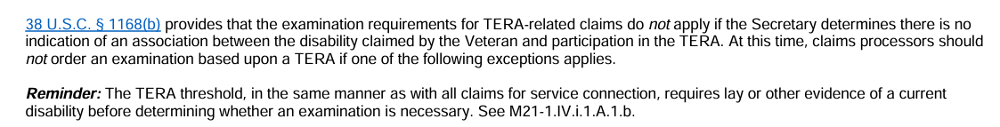 38 U.S.C. § 1168(b) provides that the examination requirements for TERA-related claims do not apply if the Secretary determines there is no
indication of an association between the disability claimed by the Veteran and participation in the TERA. At this time, claims processors should
not order an examination based upon a TERA if one of the following exceptions applies.
Reminder: The TERA threshold, in the same manner as with all claims for service connection, requires lay or other evidence of a current
disability before determining whether an examination is necessary. See M21-1.IV.i.1.A.1.b.